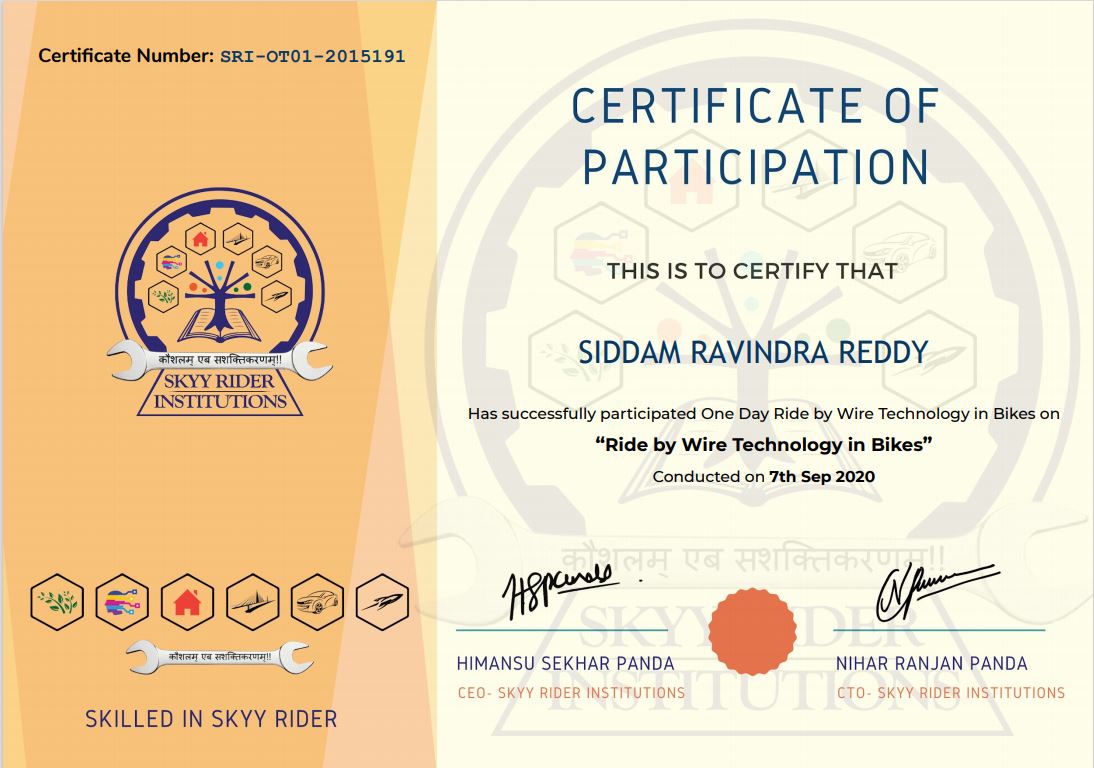 Certificate Number: SRI-OT01-2015191
कौशलम् एब सशक्तिकरणम्!!
SKYY RIDER
INSTITUTIONS
कौशलम् एब सशक्तिकरणम्!!
SKILLED IN SKYY RIDER
CERTIFICATE OF
PARTICIPATION
THIS IS TO CERTIFY THAT
SIDDAM RAVINDRA REDDY
Has successfully participated One Day Ride by Wire Technology in Bikes on
“Ride by Wire Technology in Bikes”
Conducted on 7th Sep 2020
कौशलम् एब सशक्तिकरणम्!!
SKYY RIDER
INSTITUTIONS
HIMANSU SEKHAR PANDA
CEO- SKYY RIDER INSTITUTIONS
NIHAR RANJAN PANDA
CTO- SKYY RIDER INSTITUTIONS